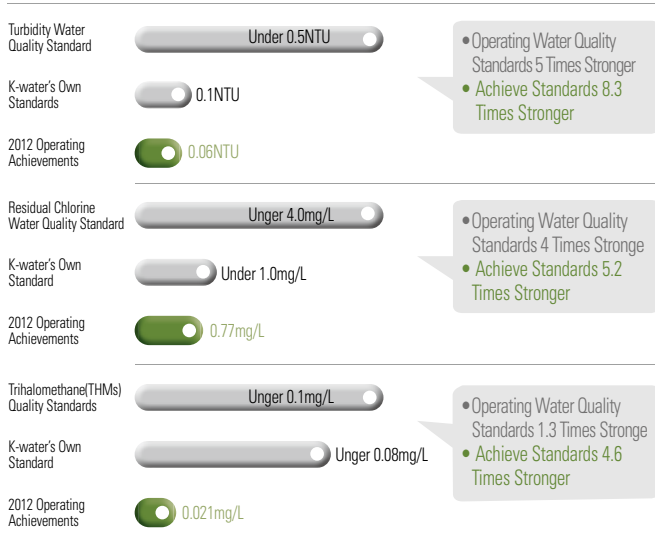 Turbidity Water
Quality Standard
Under 0.5NTU
K-water's Own
Standards
0.1NTU
2012 Operating
Achievements
0.06NTU
•Operating Water Quality
Standards 5 Times Stronger
• Achieve Standards 8.3
Times Stronger
Residual Chlorine
Water Quality Standard
Unger 4.0mg/L
K-water's Own
Standard
Under 1.0mg/L
2012 Operating
Achievements
0.77mg/L
•Operating Water Quality
Standards 4 Times Stronge
• Achieve Standards 5.2
Times Stronger
Trihalomethane(THMs)
Quality Standards
Unger 0.1mg/L
K-water's Own
Standard
Unger 0.08mg/L
2012 Operating
Achievements
0.021mg/L
•Operating Water Quality
Standards 1.3 Times Stronge
• Achieve Standards 4.6
Times Stronger